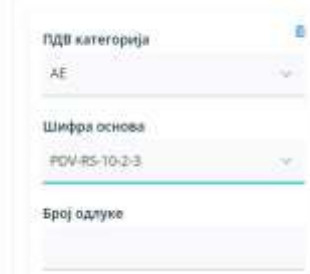 ПДВ категорија
AE
Шифра основа
PDV-RS-10-2-3
Број одлуке